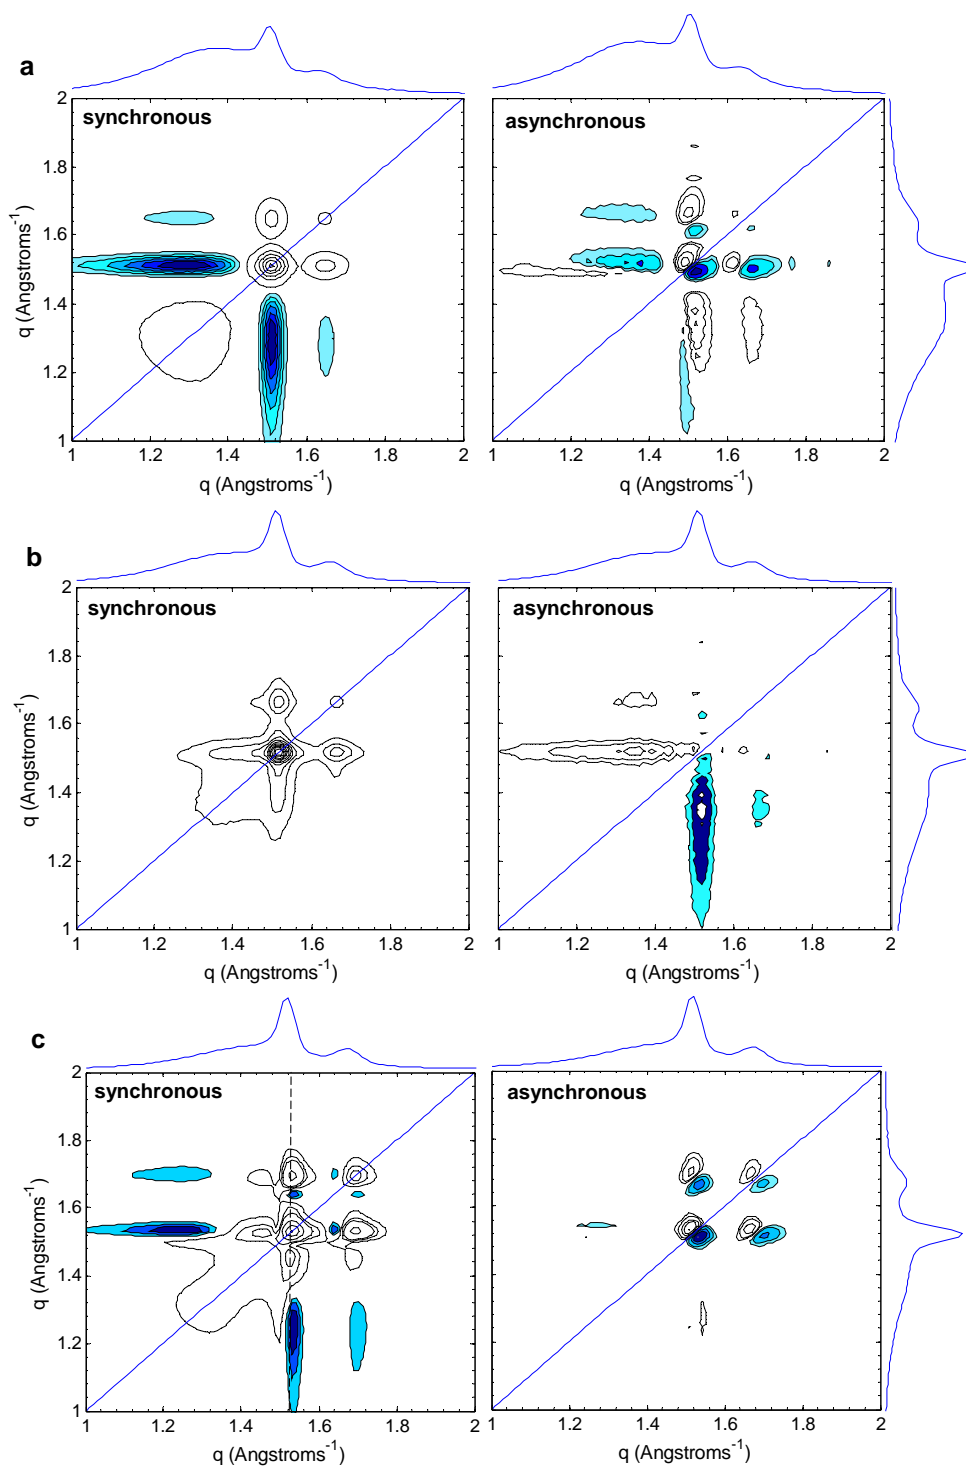 a
synchronous
asynchronous
2
1.8
1.6
1.4
1.2
1
q (Angstroms-1)
1 1.2 1.4 1.6 1.8 2
1 1.2 1.4 1.6 1.8 2
q (Angstroms-1)
q (Angstroms-1)
b
synchronous
asynchronous
2
1.8
1.6
1.4
1.2
1
q (Angstroms-1)
1 1.2 1.4 1.6 1.8 2
1 1.2 1.4 1.6 1.8 2
q (Angstroms-1)
q (Angstroms-1)
c
synchronous
asynchronous
2
1.8
1.6
1.4
1.2
1
q (Angstroms-1)
1 1.2 1.4 1.6 1.8 2
1 1.2 1.4 1.6 1.8 2
q (Angstroms-1)
q (Angstroms-1)